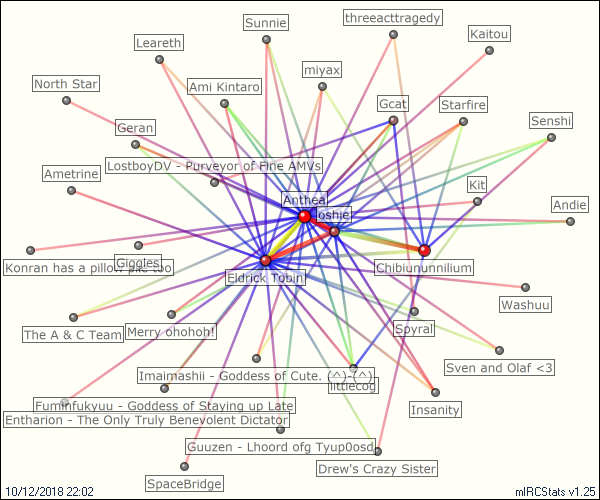 Sunnie
threeacttragedy
Kaitou
Leareth
miyax
North Star
Ami Kintaro
Gcat
Starfire
Senshi
Geran
LostboyDV - Purveyor of Fine AMVs
Ametrine
Kit
Anthea
oshie
Andie
Konran has a pillow pile too
Giggles
Eldrick Tobin
Chibiununnilium
Washuu
The A & C Team
Merry ohohoh!
Spyral
Imaimashii - Goddess of Cute. (^)-(^)
littlecog
Sven and Olaf <3
Fuminfukyuu - Goddess of Staying up Late
Insanity
Entharion - The Only Truly Benevolent Dictator
Guuzen - Lhoord ofg Tyup0osd
Drew's Crazy Sister
SpaceBridge
10/12/2018 22:02
mIRCStats v1.25